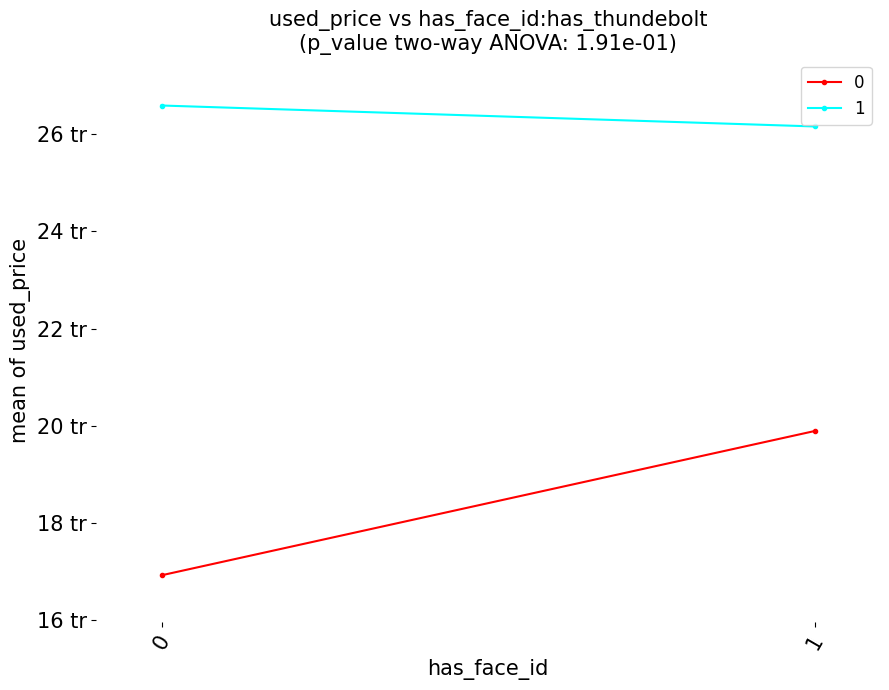 used_price vs has_face_id:has_thundebolt
(p_value two-way ANOVA: 1.91e-01)
0
1
26 tr
24 tr
22 tr
20 tr
18 tr
16 tr
mean of used_price
0
1
has_face_id